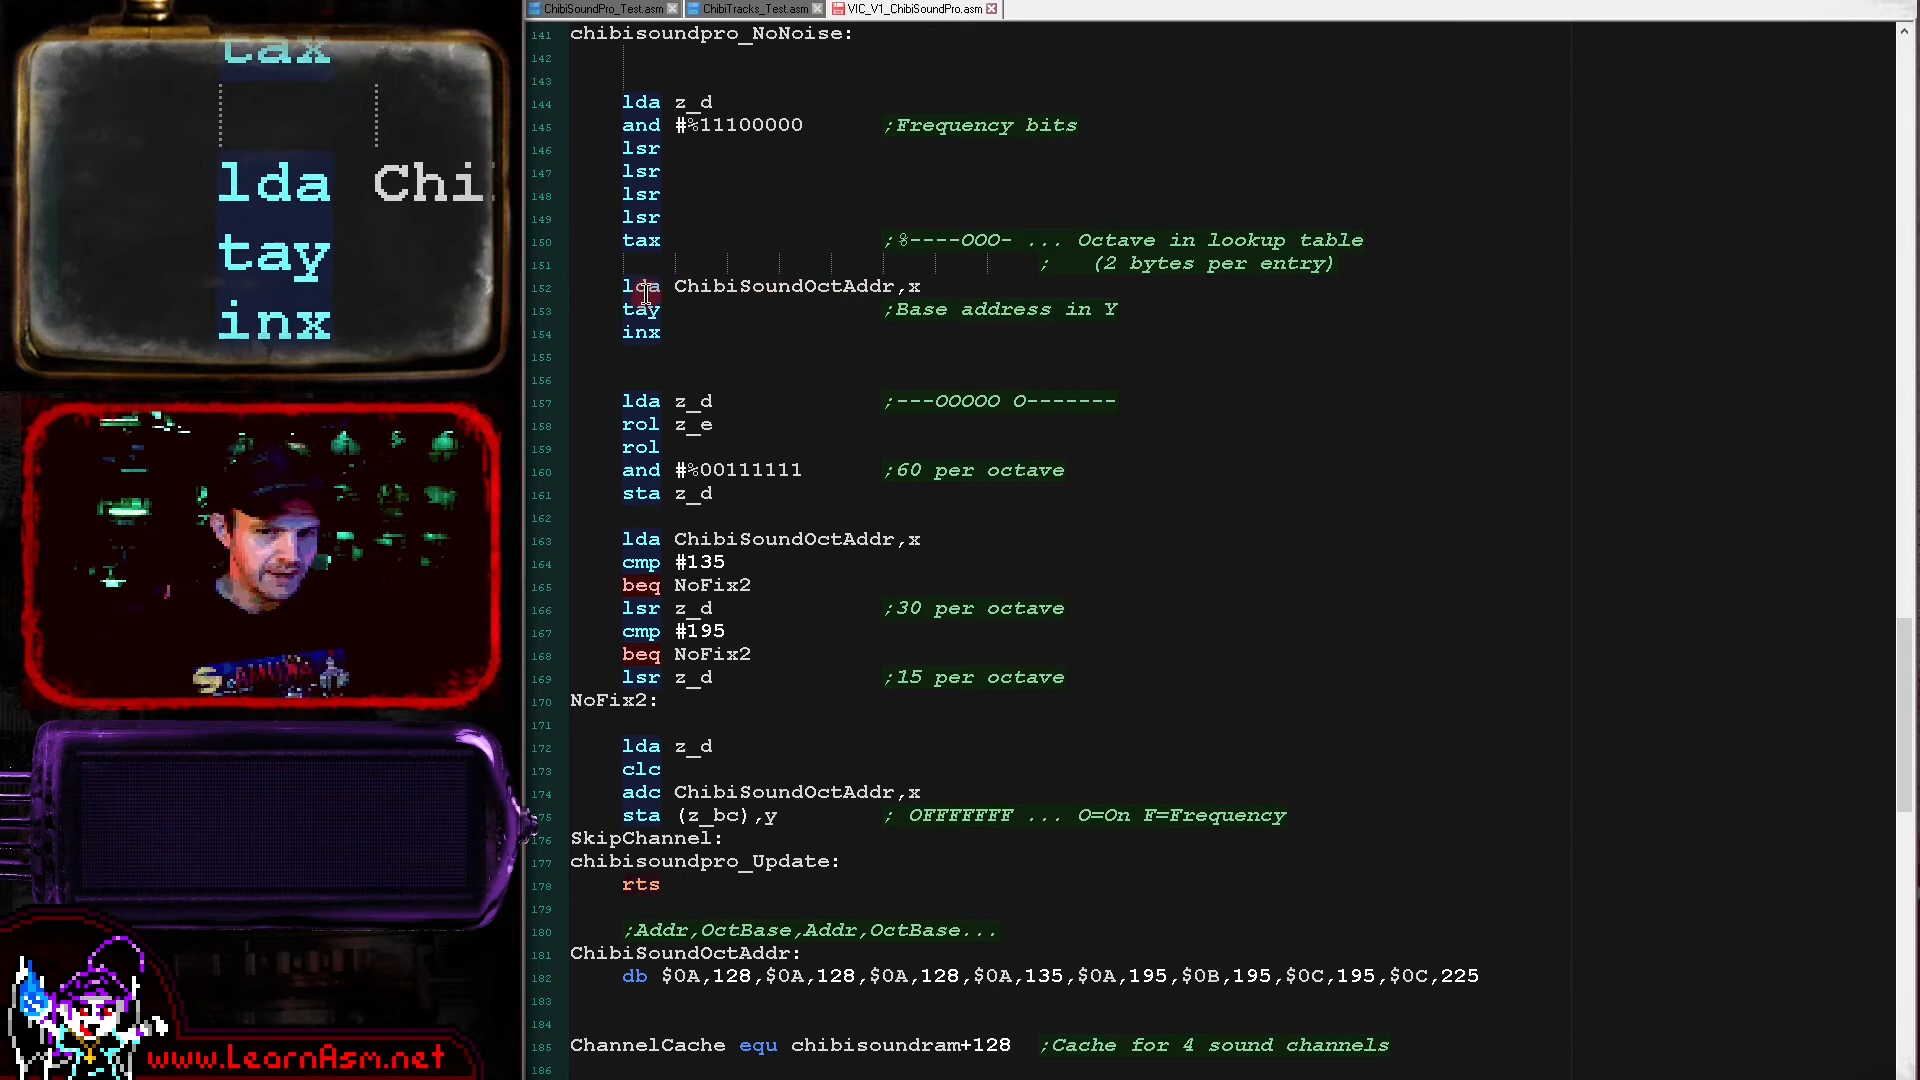 ChibiSoundPro_Test.asm ChibiTracks_Test.asm VIC_V1_ChibiSoundPro.asm
tax
lda Chi
tay
inx
141 chibisoundpro_NoNoise:
142
143
144 lda z_d
145 and #%11100000 ;Frequency bits
146 lsr
147 lsr
148 lsr
149 lsr
150 tax ;%----OOO- ... Octave in lookup table
151 ; (2 bytes per entry)
152 lda ChibiSoundOctAddr,x
153 tay ;Base address in Y
154 inx
155
156
157 lda z_d ;---OOOOO O-------
158 rol z_e
159 rol
160 and #%00111111 ;60 per octave
161 sta z_d
162
163 lda ChibiSoundOctAddr,x
164 cmp #135
165 beq NoFix2
166 lsr z_d ;30 per octave
167 cmp #195
168 beq NoFix2
169 lsr z_d ;15 per octave
170 NoFix2:
171
172 lda z_d
173 clc
174 adc ChibiSoundOctAddr,x
175 sta (z_bc),y ; OFFFFFFF ... O=On F=Frequency
176 SkipChannel:
177 chibisoundpro_Update:
178 rts
179
180 ;Addr,OctBase,Addr,OctBase...
181 ChibiSoundOctAddr:
182 db $0A,128,$0A,128,$0A,128,$0A,135,$0A,195,$0B,195,$0C,195,$0C,225
183
184
185 ChannelCache equ chibisoundram+128 ;Cache for 4 sound channels
186
www.LearnAsm.net